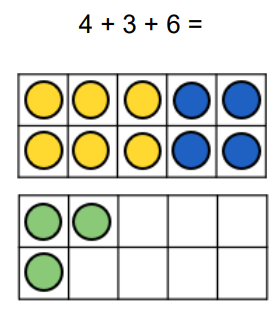 4 + 3 + 6 =